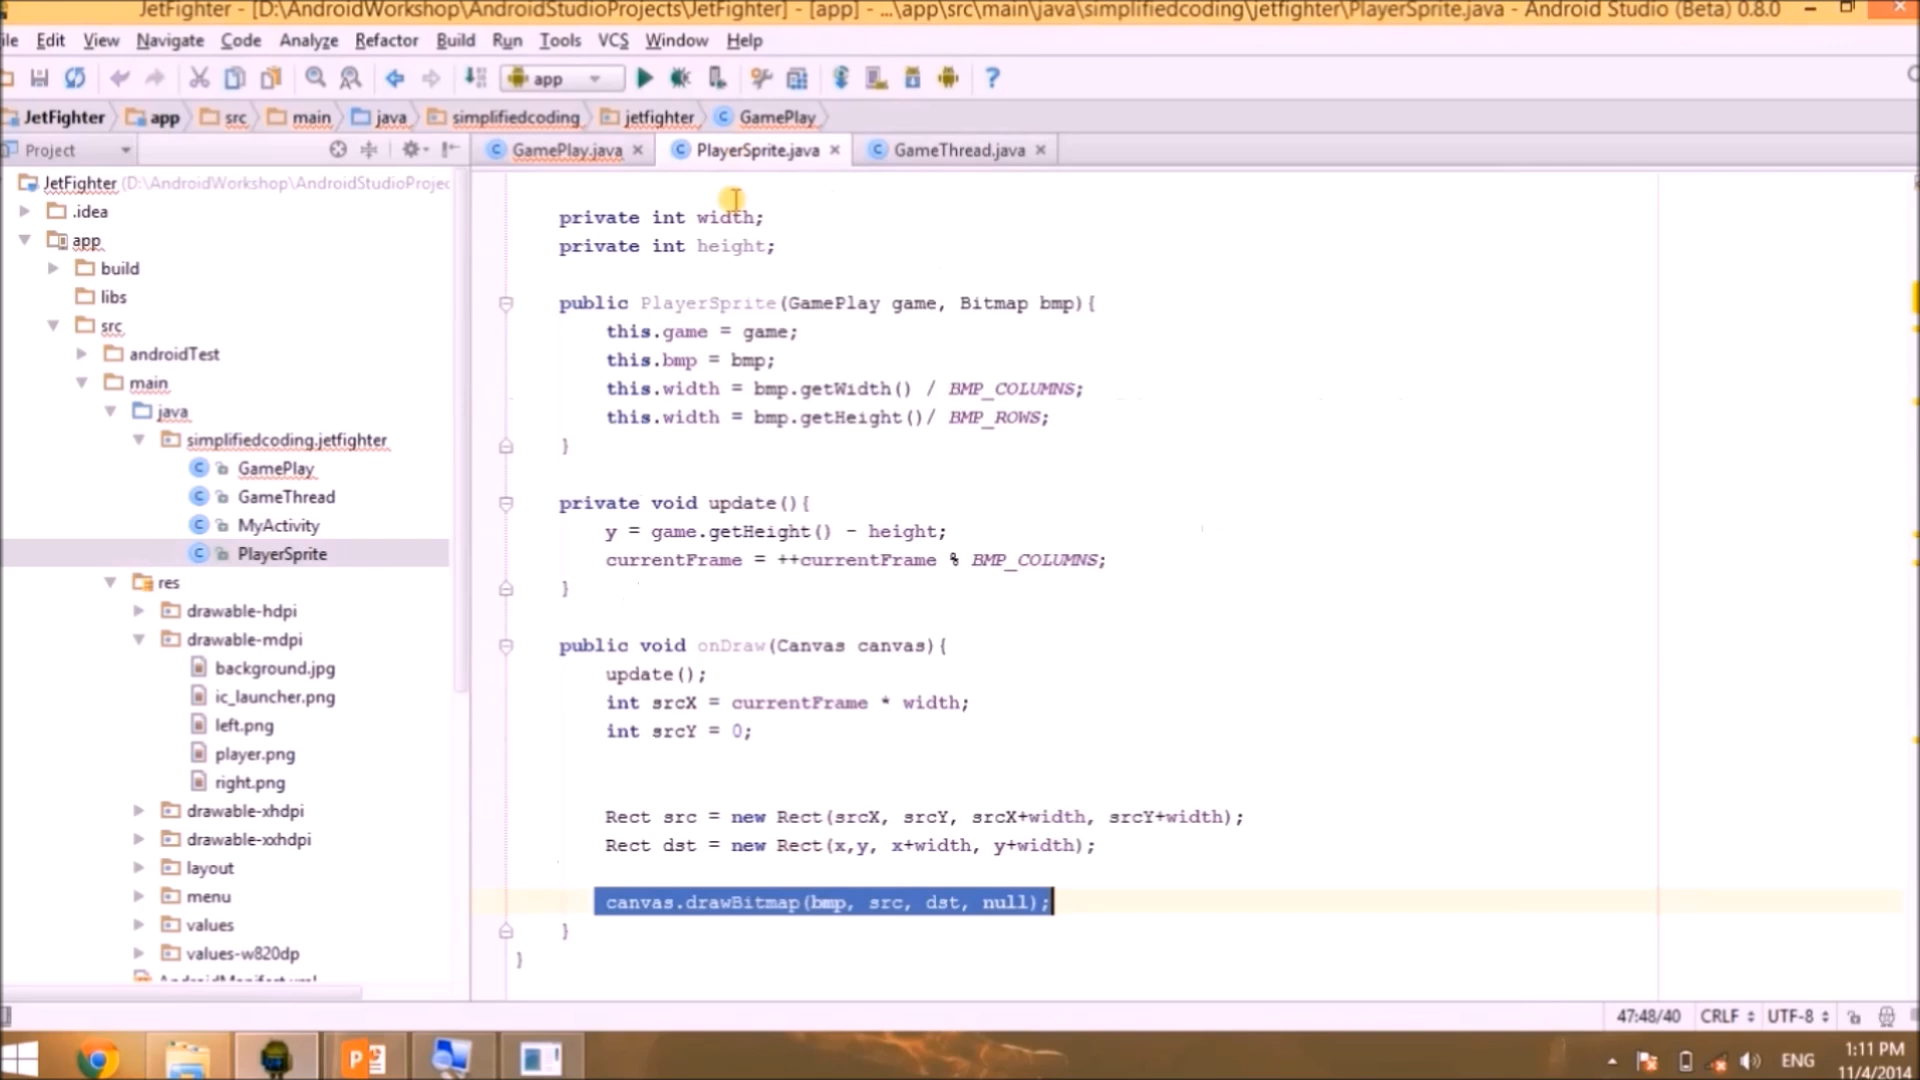 JetFighter - [D:\AndroidWorkshop\AndroidStudioProjects\JetFighter] - [app] - ...\app\src\main\java\simplifiedcoding\jetfighter\PlayerSprite.java - Android Studio (Beta) 0.8.0
ile Edit View Navigate Code Analyze Refactor Build Run Tools VCS Window Help
app
JetFighter app src main java simplifiedcoding jetfighter GamePlay
Project GamePlay.java PlayerSprite.java GameThread.java
JetFighter (D:\AndroidWorkshop\AndroidStudioProjec
.idea
app
build
libs
src
androidTest
main
java
simplifiedcoding.jetfighter
GamePlay
GameThread
MyActivity
PlayerSprite
res
drawable-hdpi
drawable-mdpi
background.jpg
ic_launcher.png
left.png
player.png
right.png
drawable-xhdpi
drawable-xxhdpi
layout
menu
values
values-w820dp
AndroidManifest.xml
private int width;
private int height;
public PlayerSprite(GamePlay game, Bitmap bmp){
this.game = game;
this.bmp = bmp;
this.width = bmp.getWidth() / BMP_COLUMNS;
this.width = bmp.getHeight()/ BMP_ROWS;
}
private void update(){
y = game.getHeight() - height;
currentFrame = ++currentFrame % BMP_COLUMNS;
}
public void onDraw(Canvas canvas){
update();
int srcX = currentFrame * width;
int srcY = 0;
Rect src = new Rect(srcX, srcY, srcX+width, srcY+width);
Rect dst = new Rect(x,y, x+width, y+width);
canvas.drawBitmap(bmp, src, dst, null);
}
}
47:48/40 CRLF UTF-8
ENG
1:11 PM
11/4/2014